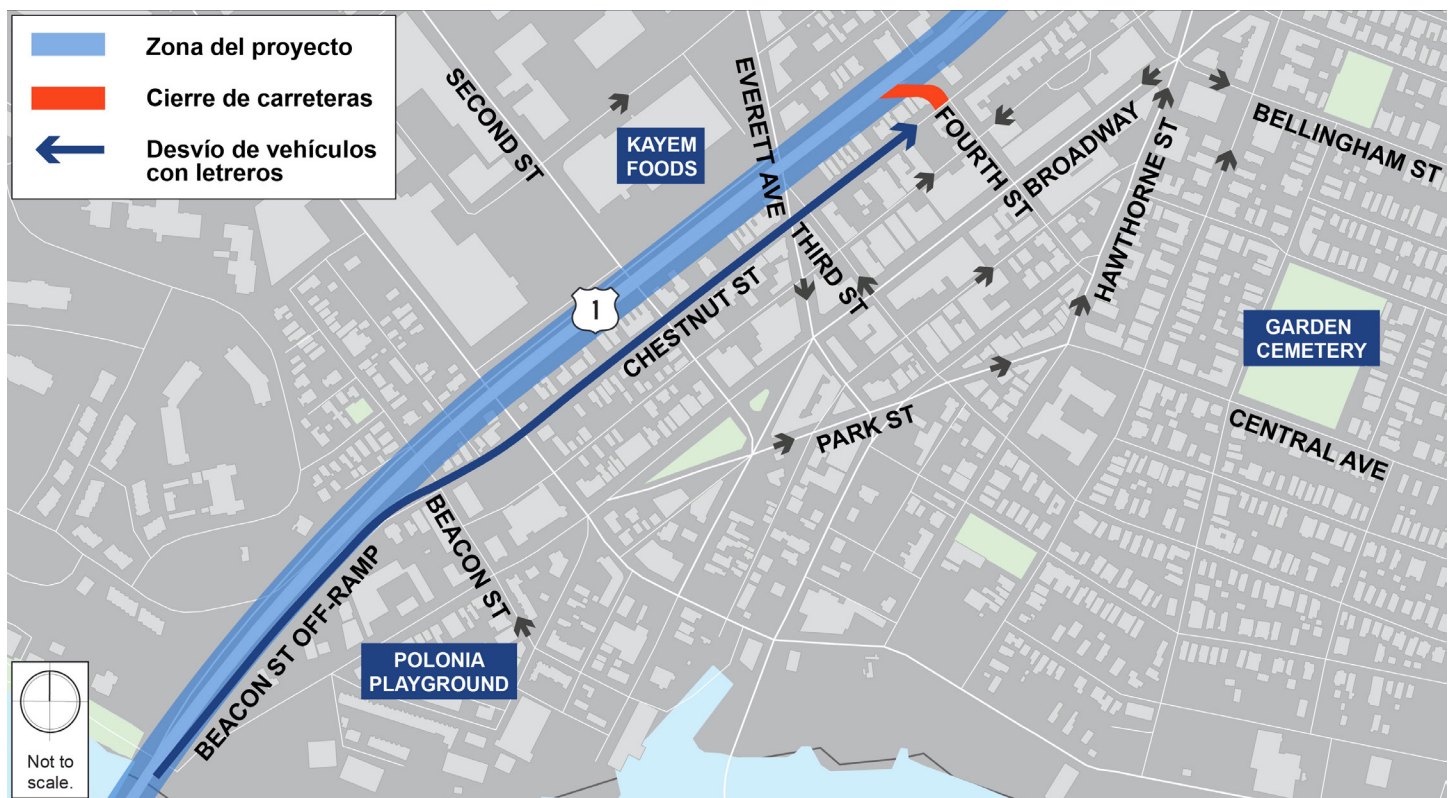 Zona del proyecto
Cierre de carreteras
Desvío de vehículos
con letreros
SECOND ST
EVERETT AVE
KAYEM
FOODS
FOURTH ST
BROADWAY
BELLINGHAM ST
HAWTHORNE ST
THIRD ST
1
CHESTNUT ST
GARDEN
CEMETERY
PARK ST
CENTRAL AVE
BEACON ST
BEACON ST OFF-RAMP
POLONIA
PLAYGROUND
Not to
scale.